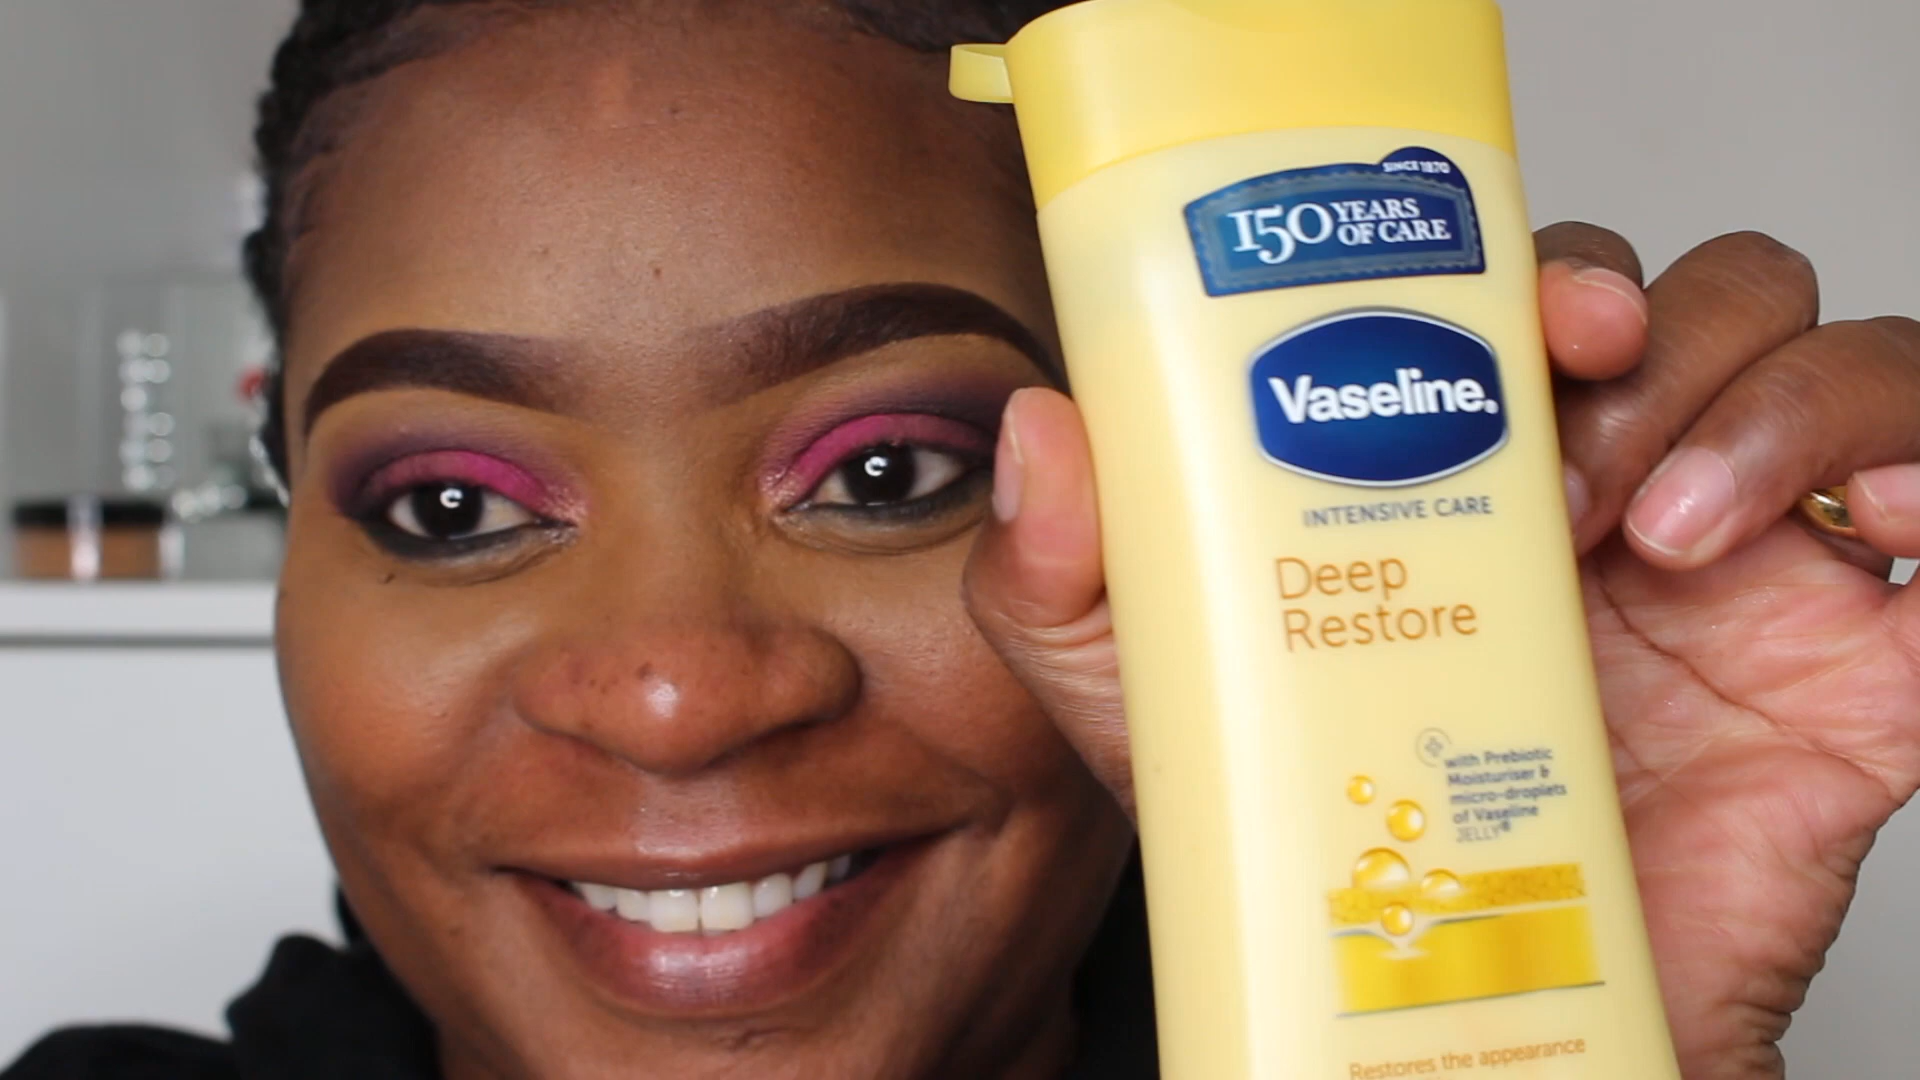 SINCE 1870
150 YEARS
OF CARE
Vaseline.
INTENSIVE CARE
Deep
Restore
with Prebiotic
Moisturiser &
micro-droplets
of Vaseline
JELLY®
Restores the appearance